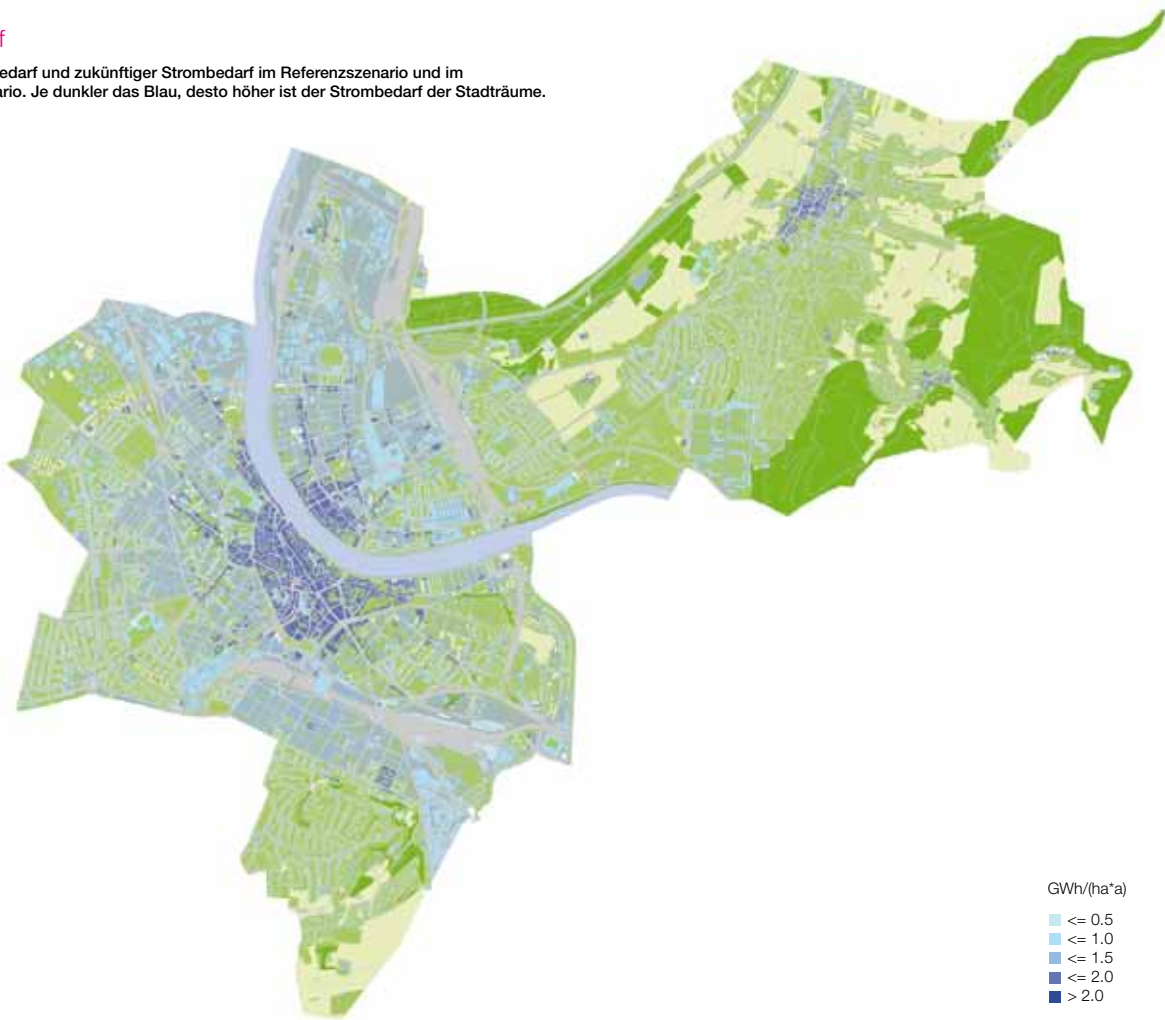 f
edarf und zukünftiger Strombedarf im Referenzszenario und im
ario. Je dunkler das Blau, desto höher ist der Strombedarf der Stadträume.
GWh/(ha*a)
<= 0.5
<= 1.0
<= 1.5
<= 2.0
> 2.0